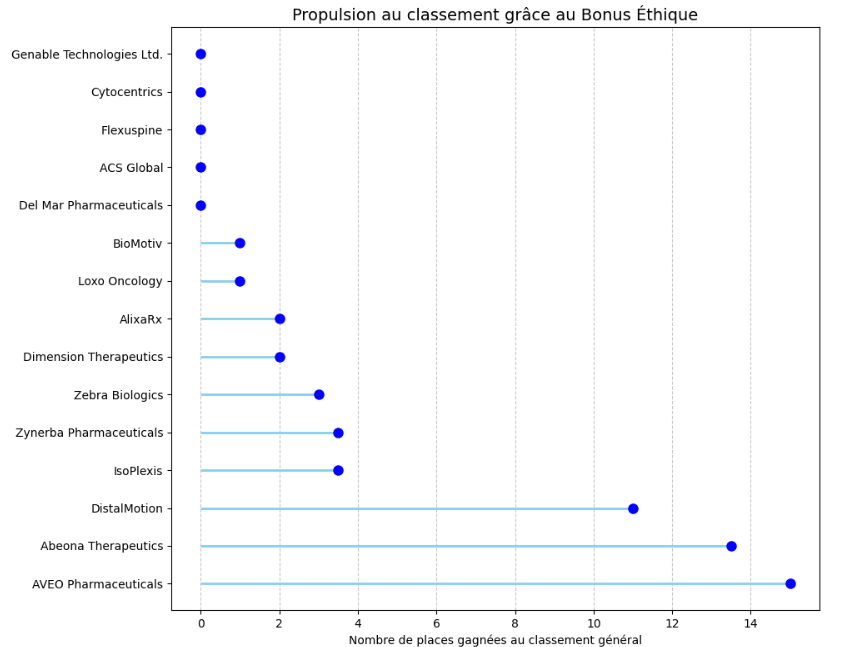 Propulsion au classement grâce au Bonus Éthique
Genable Technologies Ltd.
Cytocentrics
Flexuspine
ACS Global
Del Mar Pharmaceuticals
BioMotiv
Loxo Oncology
AlixaRx
Dimension Therapeutics
Zebra Biologics
Zynerba Pharmaceuticals
IsoPlexis
DistalMotion
Abeona Therapeutics
AVEO Pharmaceuticals
0 2 4 6 8 10 12 14
Nombre de places gagnées au classement général